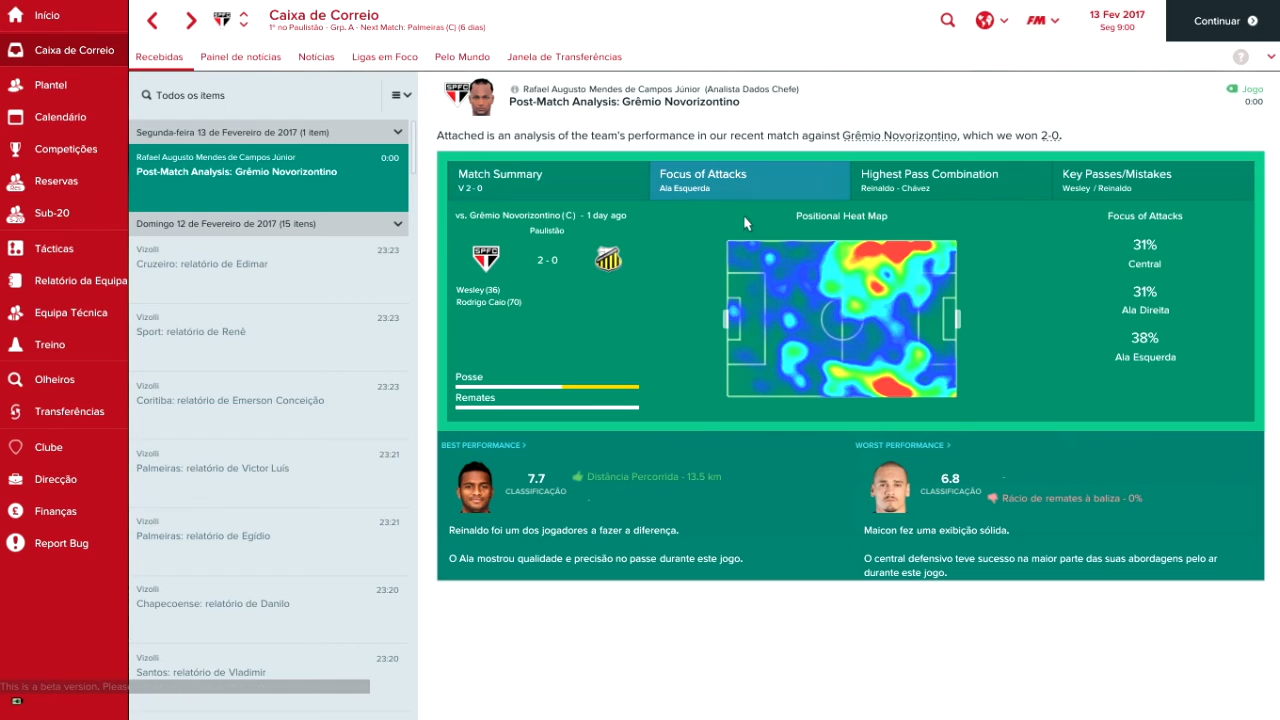 Início
Caixa de Correio
Plantel
Calendário
Competições
Reservas
Sub-20
Tácticas
Relatório da Equipa
Equipa Técnica
Treino
Olheiros
Transferências
Clube
Direcção
Finanças
Report Bug
This is a beta version. Please
SPFC
Caixa de Correio
1º no Paulistão - Grp. A - Next Match: Palmeiras (C) (6 dias)
FM
13 Fev 2017
Seg 9:00
Continuar
Recebidas
Painel de notícias
Notícias
Ligas em Foco
Pelo Mundo
Janela de Transferências
?
Todos os itens
Segunda-feira 13 de Fevereiro de 2017 (1 item)
Rafael Augusto Mendes de Campos Júnior 0:00
Post-Match Analysis: Grêmio Novorizontino
Domingo 12 de Fevereiro de 2017 (15 itens)
Vizolli 23:23
Cruzeiro: relatório de Edimar
Vizolli 23:23
Sport: relatório de Renê
Vizolli 23:23
Coritiba: relatório de Emerson Conceição
Vizolli 23:21
Palmeiras: relatório de Victor Luís
Vizolli 23:21
Palmeiras: relatório de Egídio
Vizolli 23:20
Chapecoense: relatório de Danilo
Vizolli 23:20
Santos: relatório de Vladimir
SPFC
Rafael Augusto Mendes de Campos Júnior (Analista Dados Chefe)
Post-Match Analysis: Grêmio Novorizontino
Jogo
0:00
Attached is an analysis of the team's performance in our recent match against Grêmio Novorizontino, which we won 2-0.
Match Summary
V 2 - 0
Focus of Attacks
Ala Esquerda
Highest Pass Combination
Reinaldo - Chávez
Key Passes/Mistakes
Wesley / Reinaldo
vs. Grêmio Novorizontino (C) - 1 day ago
Paulistão
SPFC
2 - 0
Wesley (36)
Rodrigo Caio (70)
Posse
Remates
Positional Heat Map
Focus of Attacks
31%
Central
31%
Ala Direita
38%
Ala Esquerda
BEST PERFORMANCE >
7.7
CLASSIFICAÇÃO
Distância Percorrida - 13.5 km
-
Reinaldo foi um dos jogadores a fazer a diferença.
O Ala mostrou qualidade e precisão no passe durante este jogo.
WORST PERFORMANCE >
6.8
CLASSIFICAÇÃO
-
Rácio de remates à baliza - 0%
Maicon fez uma exibição sólida.
O central defensivo teve sucesso na maior parte das suas abordagens pelo ar
durante este jogo.